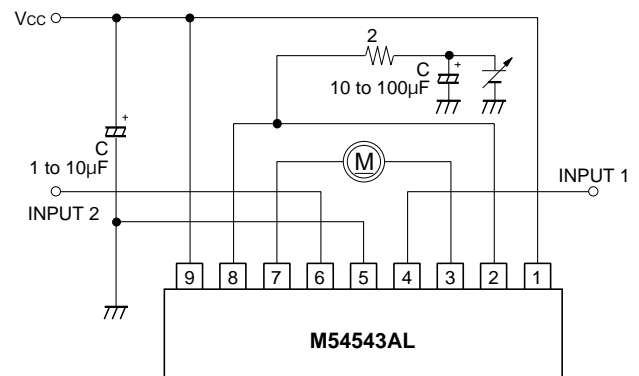 Vcc
2
C
+
10 to 100μF
+
C
1 to 10μF
M
INPUT 2
INPUT 1
9 8 7 6 5 4 3 2 1
M54543AL